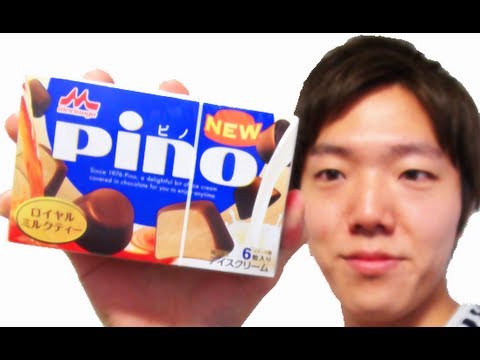 ピノ
NEW
pino
Since 1976 Pino, a delightful bit of ice cream
covered in chocolate for you to enjoy anytime
ロイヤル
ミルクティー
6粒入り
アイスクリーム